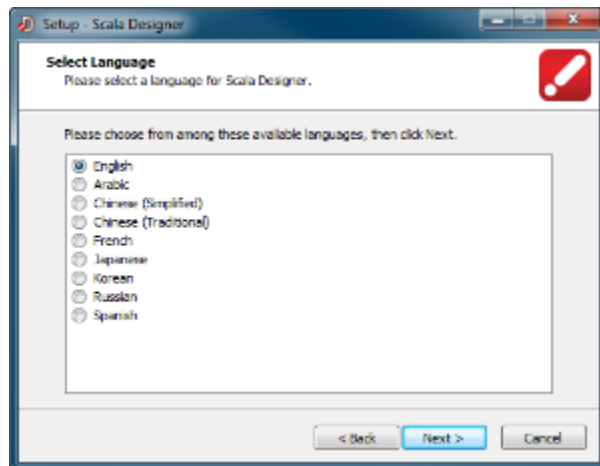 Setup - Scala Designer
Select Language
Please select a language for Scala Designer.
Please choose from among these available languages, then click Next.
English
Arabic
Chinese (Simplified)
Chinese (Traditional)
French
Japanese
Korean
Russian
Spanish
< Back
Next >
Cancel